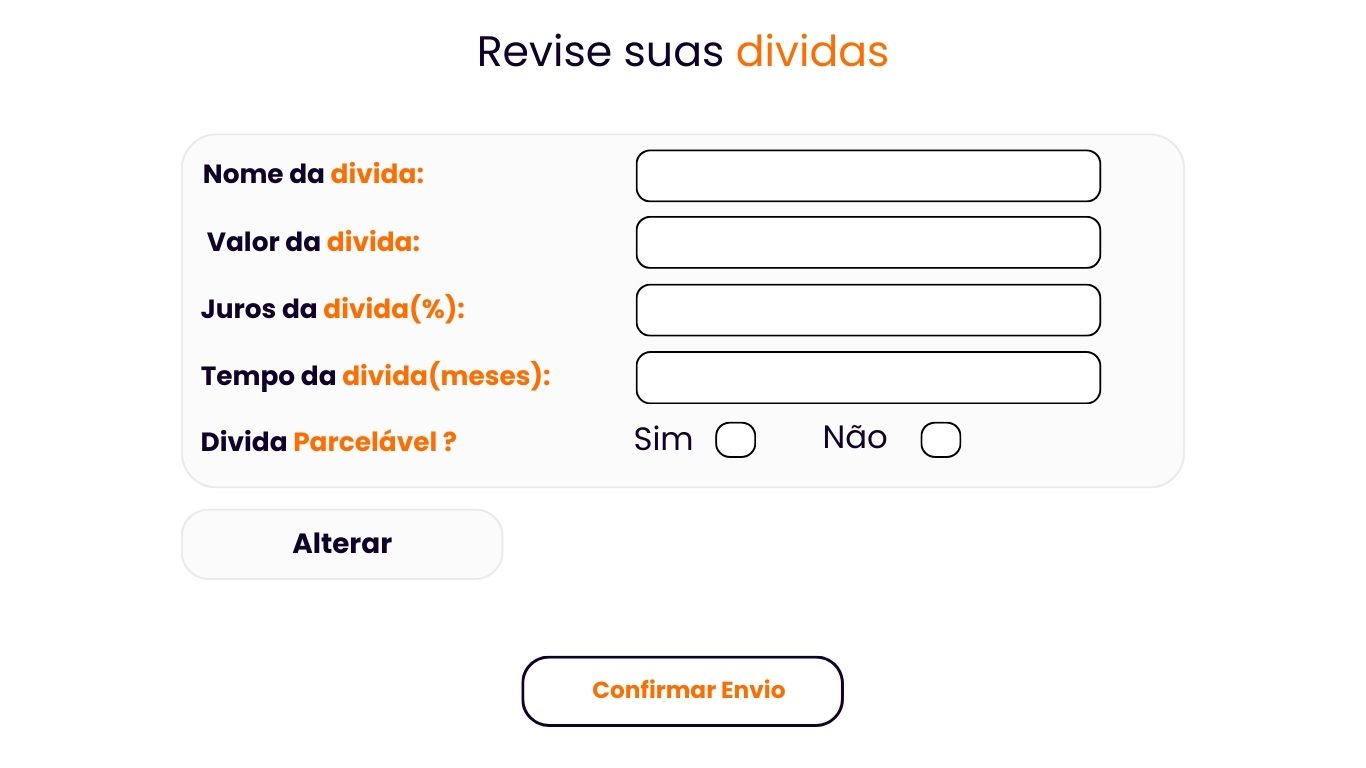 Revise suas dividas
Nome da divida:
Valor da divida:
Juros da divida(%):
Tempo da divida(meses):
Divida Parcelável ? Sim Não
Alterar
Confirmar Envio